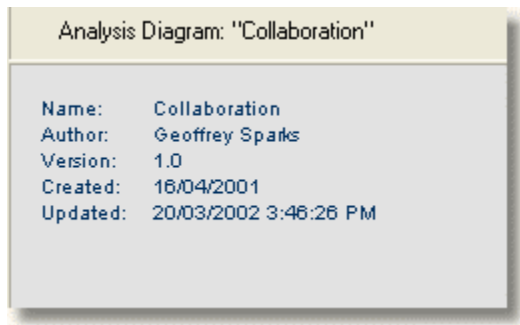 Analysis Diagram: "Collaboration"
Name: Collaboration
Author: Geoffrey Sparks
Version: 1.0
Created: 16/04/2001
Updated: 20/03/2002 3:46:26 PM